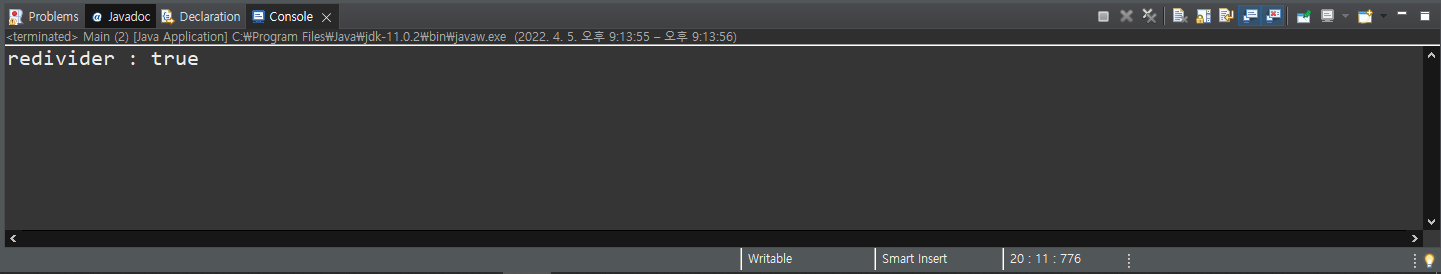 Problems Javadoc Declaration Console
<terminated> Main (2) [Java Application] C:₩Program Files₩Java₩jdk-11.0.2₩bin₩javaw.exe (2022. 4. 5. 오후 9:13:55 – 오후 9:13:56)
redivider : true
Writable Smart Insert 20 : 11 : 776